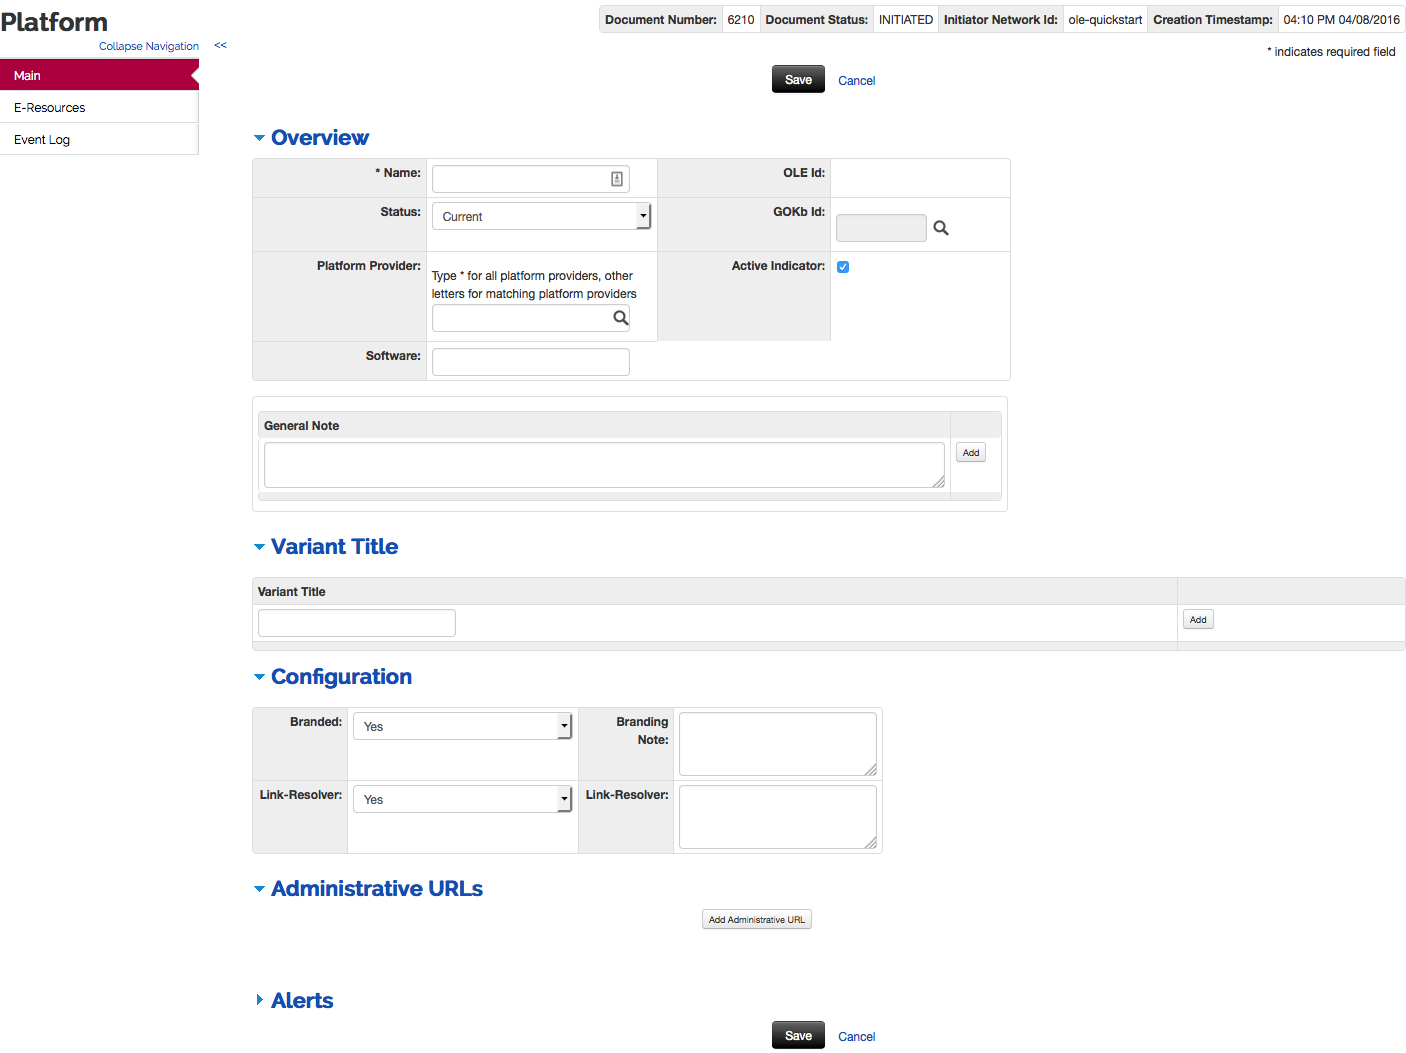 Platform
Document Number: 6210 Document Status: INITIATED Initiator Network Id: ole-quickstart Creation Timestamp: 04:10 PM 04/08/2016
Collapse Navigation <<
* indicates required field
Main
E-Resources
Event Log
Save Cancel
Overview
* Name: OLE Id:
Status: Current GOKb Id:
Platform Provider: Type * for all platform providers, other Active Indicator:
letters for matching platform providers
Software:
General Note
Add
Variant Title
Variant Title
Add
Configuration
Branded: Yes Branding
Note:
Link-Resolver: Yes Link-Resolver:
Administrative URLs
Add Administrative URL
Alerts
Save Cancel